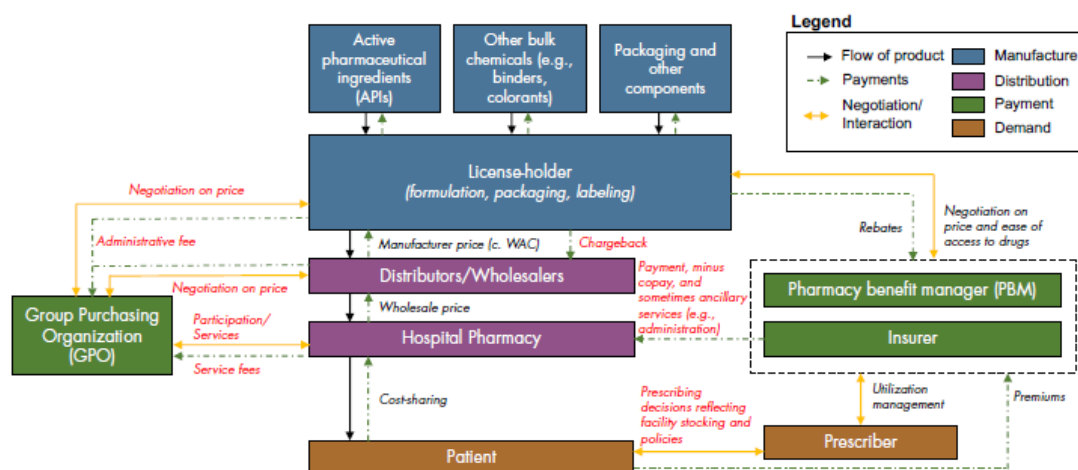 Active
pharmaceutical
ingredients
(APIs)
Other bulk
chemicals (e.g.,
binders,
colorants)
Packaging and
other
components
Legend
Flow of product
Payments
Negotiation/
Interaction
Manufacture
Distribution
Payment
Demand
License-holder
(formulation, packaging, labeling)
Negotiation on price
Administrative fee
Manufacturer price (c. WAC)
Chargeback
Rebates
Negotiation on
price and ease of
access to drugs
Distributors/Wholesalers
Negotiation on price
Wholesale price
Payment, minus
copay, and
sometimes ancillary
services (e.g.,
administration)
Pharmacy benefit manager (PBM)
Insurer
Group Purchasing
Organization
(GPO)
Participation/
Services
Service fees
Hospital Pharmacy
Cost-sharing
Prescribing
decisions reflecting
facility stocking and
policies
Utilization
management
Premiums
Patient
Prescriber